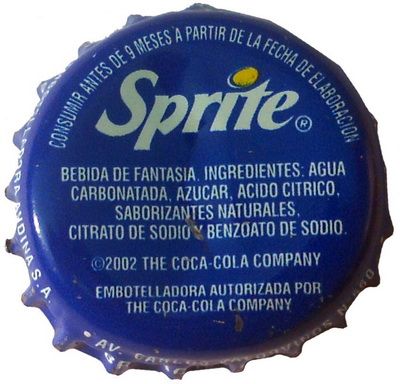 CONSUMIR ANTES DE 9 MESES A PARTIR DE LA FECHA DE ELABORACION
Sprite®
BEBIDA DE FANTASIA. INGREDIENTES: AGUA
CARBONATADA, AZUCAR, ACIDO CITRICO,
SABORIZANTES NATURALES,
CITRATO DE SODIO Y BENZOATO DE SODIO.
©2002 THE COCA-COLA COMPANY
EMBOTELLADORA AUTORIZADA POR
THE COCA-COLA COMPANY
ANDINA S.A.
AV.